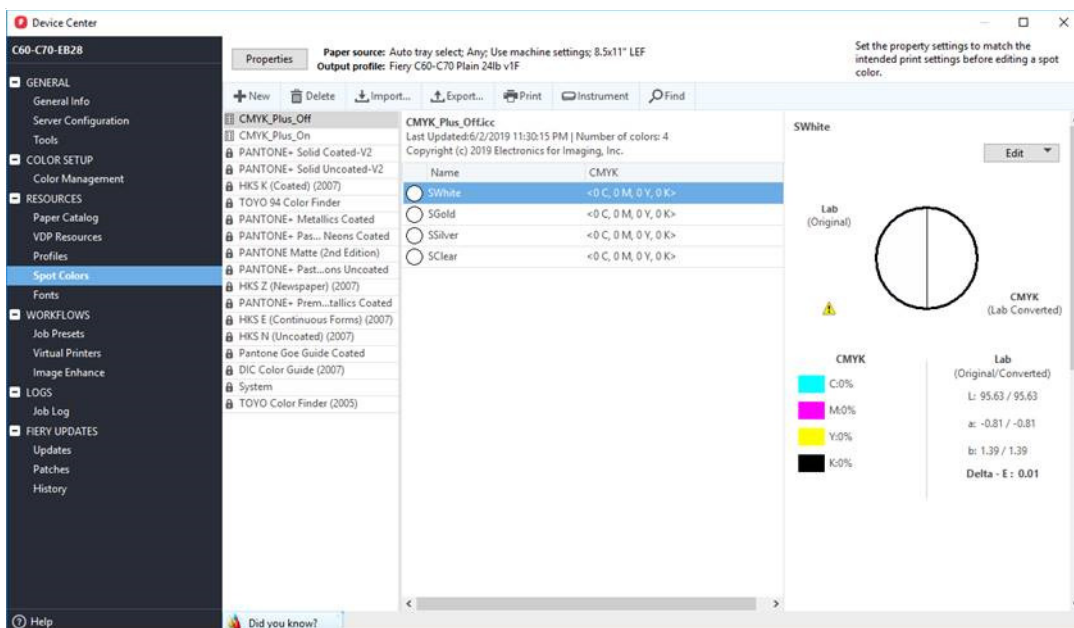 Device Center
C60-C70-EB28
GENERAL
General Info
Server Configuration
Tools
COLOR SETUP
Color Management
RESOURCES
Paper Catalog
VDP Resources
Profiles
Spot Colors
Fonts
WORKFLOWS
Job Presets
Virtual Printers
Image Enhance
LOGS
Job Log
FIERY UPDATES
Updates
Patches
History
Help
Properties
Paper source: Auto tray select; Any; Use machine settings; 8.5x11" LEF
Output profile: Fiery C60-C70 Plain 24lb v1F
Set the property settings to match the
intended print settings before editing a spot
color.
New Delete Import... Export... Print Instrument Find
CMYK_Plus_Off
CMYK_Plus_On
PANTONE+ Solid Coated-V2
PANTONE+ Solid Uncoated-V2
HKS K (Coated) (2007)
TOYO 94 Color Finder
PANTONE+ Metallics Coated
PANTONE+ Pas... Neons Coated
PANTONE Matte (2nd Edition)
PANTONE+ Past...ons Uncoated
HKS Z (Newspaper) (2007)
PANTONE+ Prem...tallics Coated
HKS E (Continuous Forms) (2007)
HKS N (Uncoated) (2007)
Pantone Goe Guide Coated
DIC Color Guide (2007)
System
TOYO Color Finder (2005)
Did you know?
CMYK_Plus_Off.icc
Last Updated:6/2/2019 11:30:15 PM | Number of colors: 4
Copyright (c) 2019 Electronics for Imaging, Inc.
Name CMYK
SWhite <0 C, 0 M, 0 Y, 0 K>
SGold <0 C, 0 M, 0 Y, 0 K>
SSilver <0 C, 0 M, 0 Y, 0 K>
SClear <0 C, 0 M, 0 Y, 0 K>
SWhite
Edit
Lab
(Original)
CMYK
(Lab Converted)
CMYK
C:0%
M:0%
Y:0%
K:0%
Lab
(Original/Converted)
L: 95.63 / 95.63
a: -0.81 / -0.81
b: 1.39 / 1.39
Delta - E : 0.01